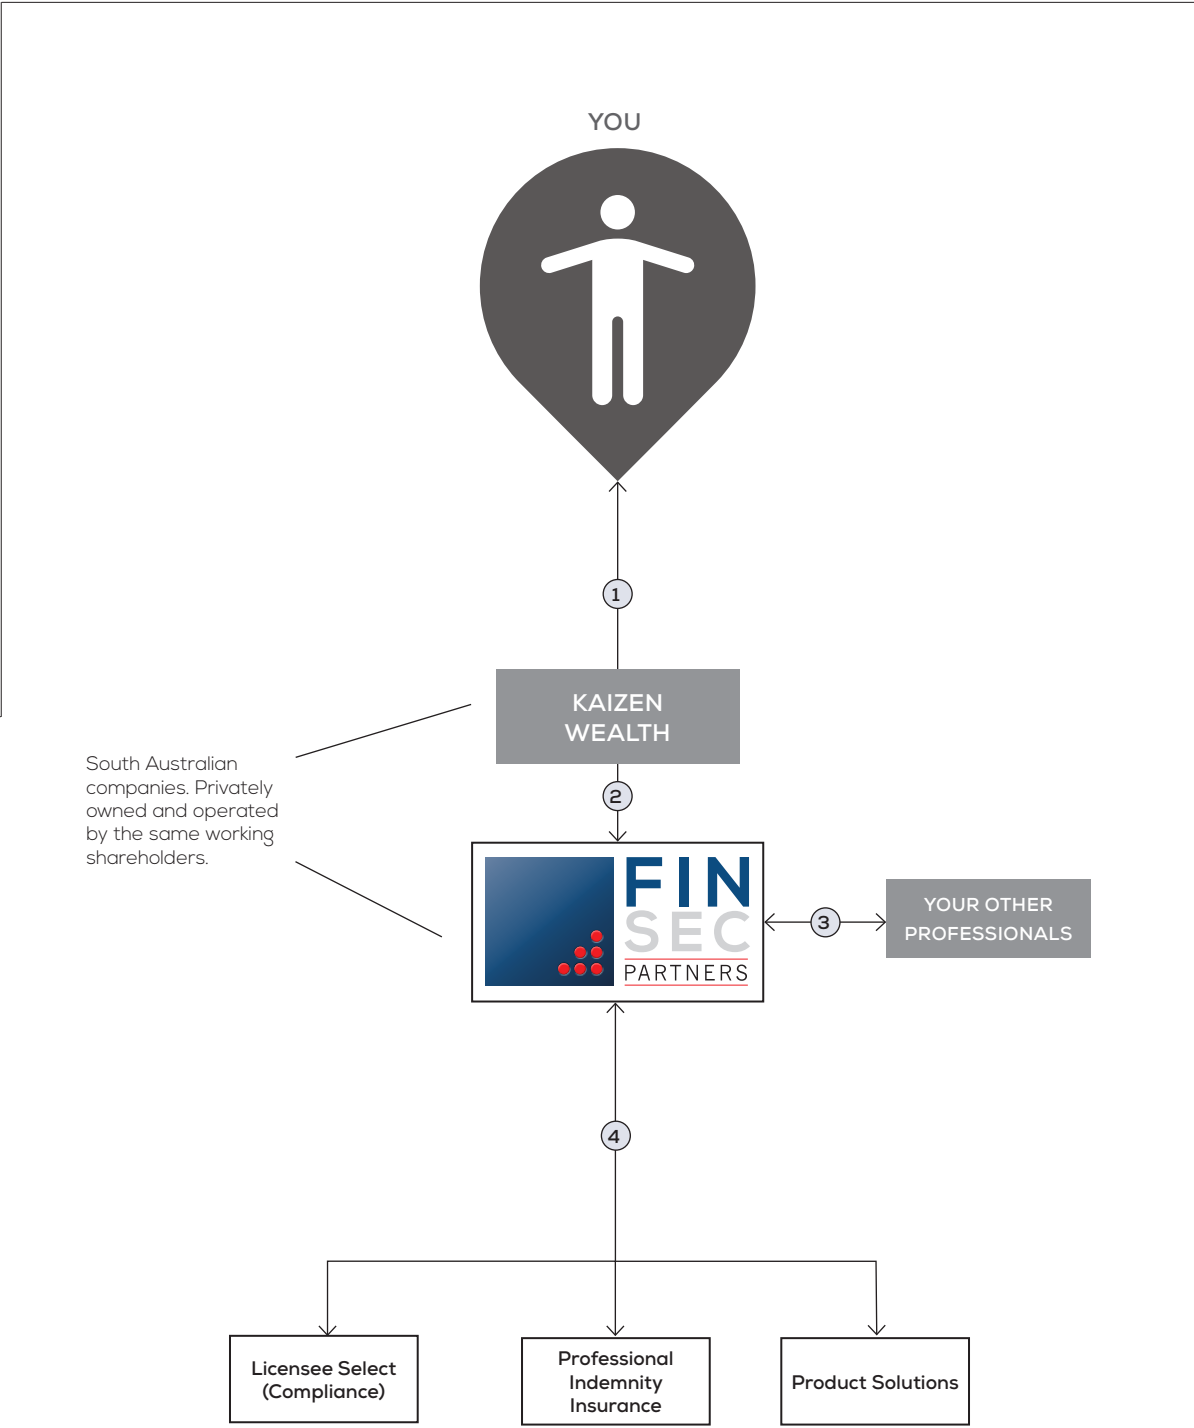 YOU
1
KAIZEN
WEALTH
South Australian
companies. Privately
owned and operated
by the same working
shareholders.
2
FIN
SEC
PARTNERS
3
YOUR OTHER
PROFESSIONALS
4
Licensee Select
(Compliance)
Professional
Indemnity
Insurance
Product Solutions